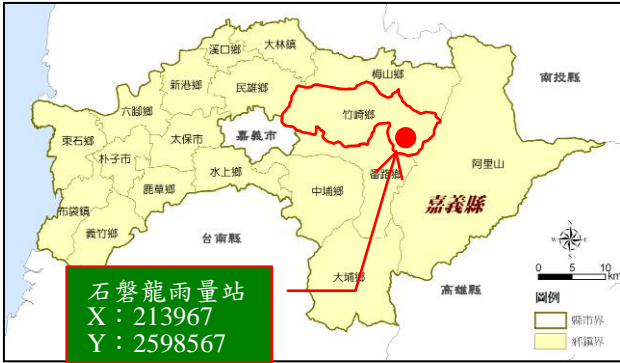 大林鎮
溪口鄉
梅山鄉
南投縣
新港鄉
民雄鄉
六腳鄉
竹崎鄉
東石鄉
太保市
嘉義市
朴子市
阿里山
水上鄉
番路鄉
鹿草鄉
中埔鄉
布袋鎮
嘉義縣
義竹鄉
台南縣
N
W
E
S
大埔鄉
0 5 10
km
高雄縣
圖例
縣市界
鄉鎮界
石磐龍雨量站
X：213967
Y：2598567